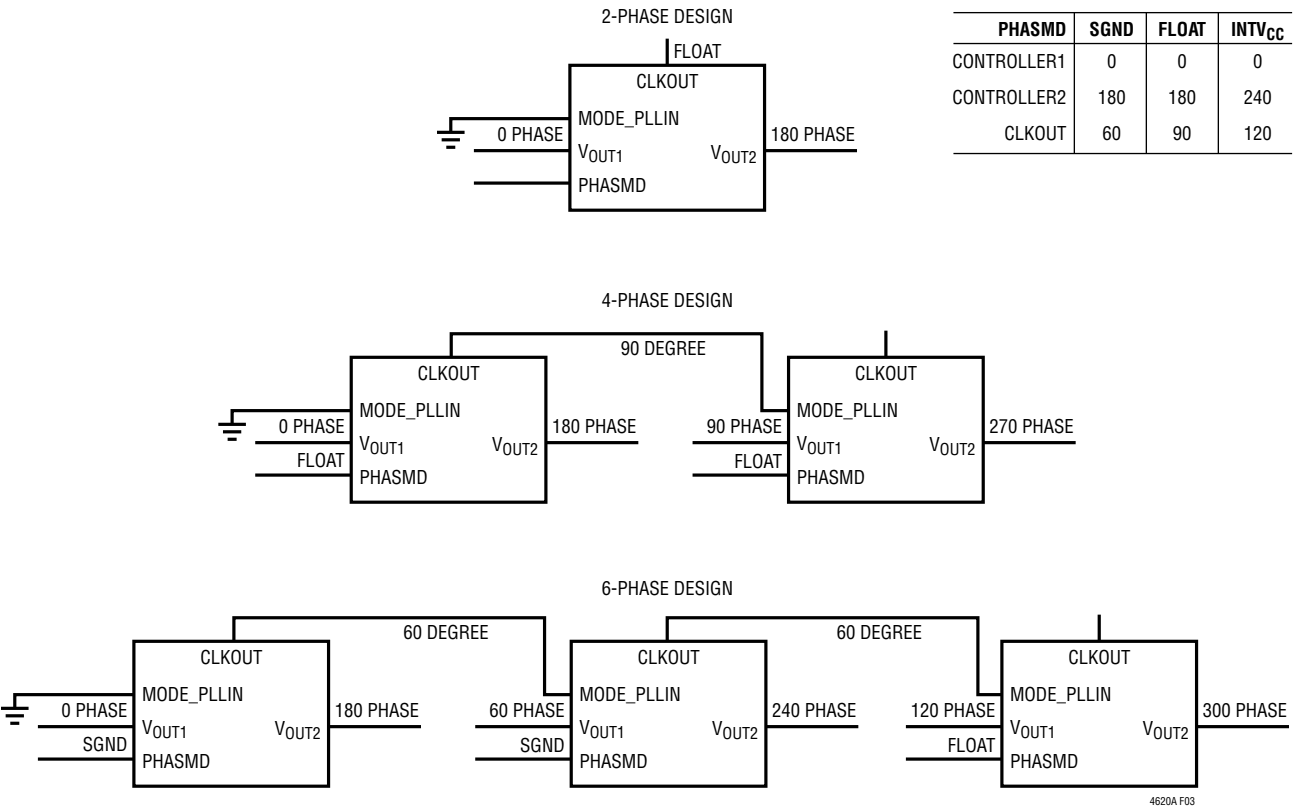 2-PHASE DESIGN
FLOAT
CLKOUT
MODE_PLLIN
0 PHASE
180 PHASE
VOUT1
VOUT2
PHASMD
PHASMD SGND FLOAT INTVCC
CONTROLLER1 0 0 0
CONTROLLER2 180 180 240
CLKOUT 60 90 120
4-PHASE DESIGN
90 DEGREE
CLKOUT
MODE_PLLIN
0 PHASE
180 PHASE
VOUT1
VOUT2
FLOAT
PHASMD
CLKOUT
MODE_PLLIN
90 PHASE
270 PHASE
VOUT1
VOUT2
FLOAT
PHASMD
6-PHASE DESIGN
60 DEGREE
60 DEGREE
CLKOUT
MODE_PLLIN
0 PHASE
180 PHASE
VOUT1
VOUT2
SGND
PHASMD
CLKOUT
MODE_PLLIN
60 PHASE
240 PHASE
VOUT1
VOUT2
SGND
PHASMD
CLKOUT
MODE_PLLIN
120 PHASE
300 PHASE
VOUT1
VOUT2
FLOAT
PHASMD
4620A F03